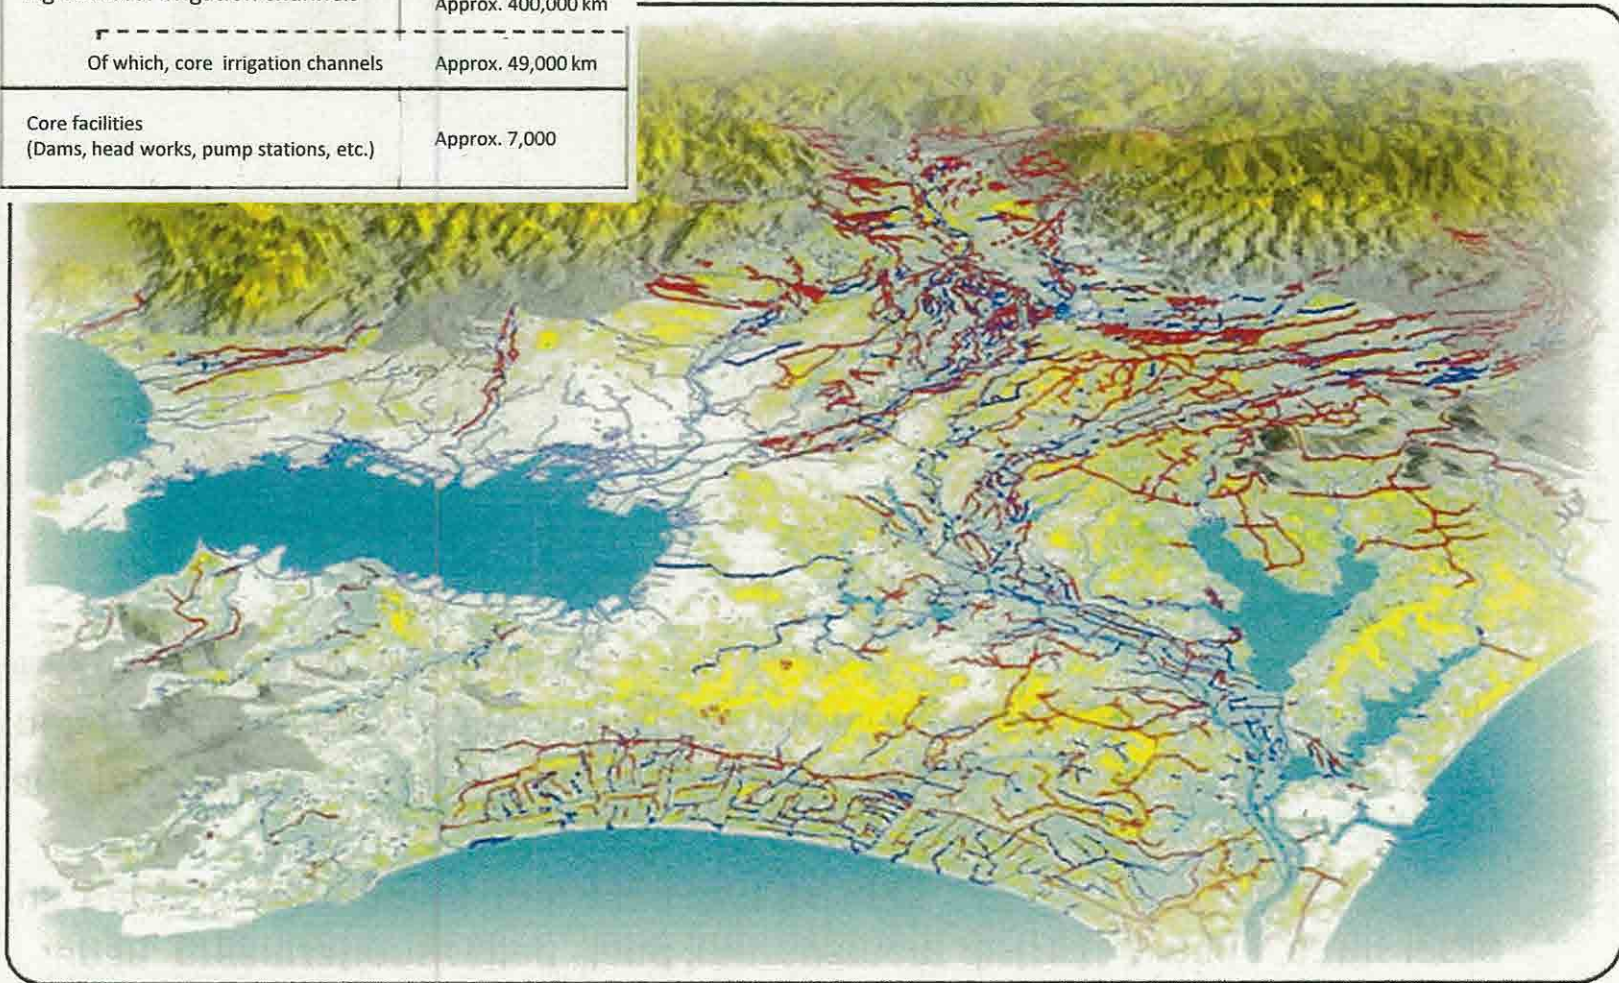 Approx. 400,000 km
Of which, core irrigation channels Approx. 49,000 km
Core facilities
(Dams, head works, pump stations, etc.) Approx. 7,000